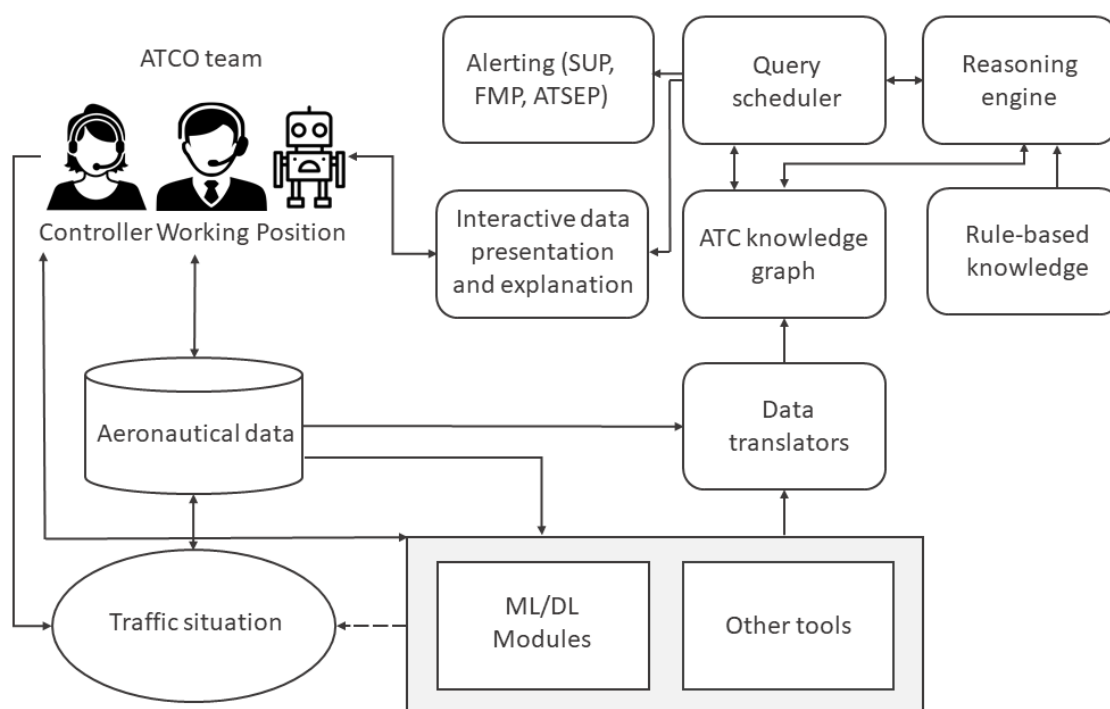 ATCO team
Controller Working Position
Alerting (SUP,
FMP, ATSEP)
Query
scheduler
Reasoning
engine
Interactive data
presentation
and explanation
ATC knowledge
graph
Rule-based
knowledge
Aeronautical data
Data
translators
Traffic situation
ML/DL
Modules
Other tools